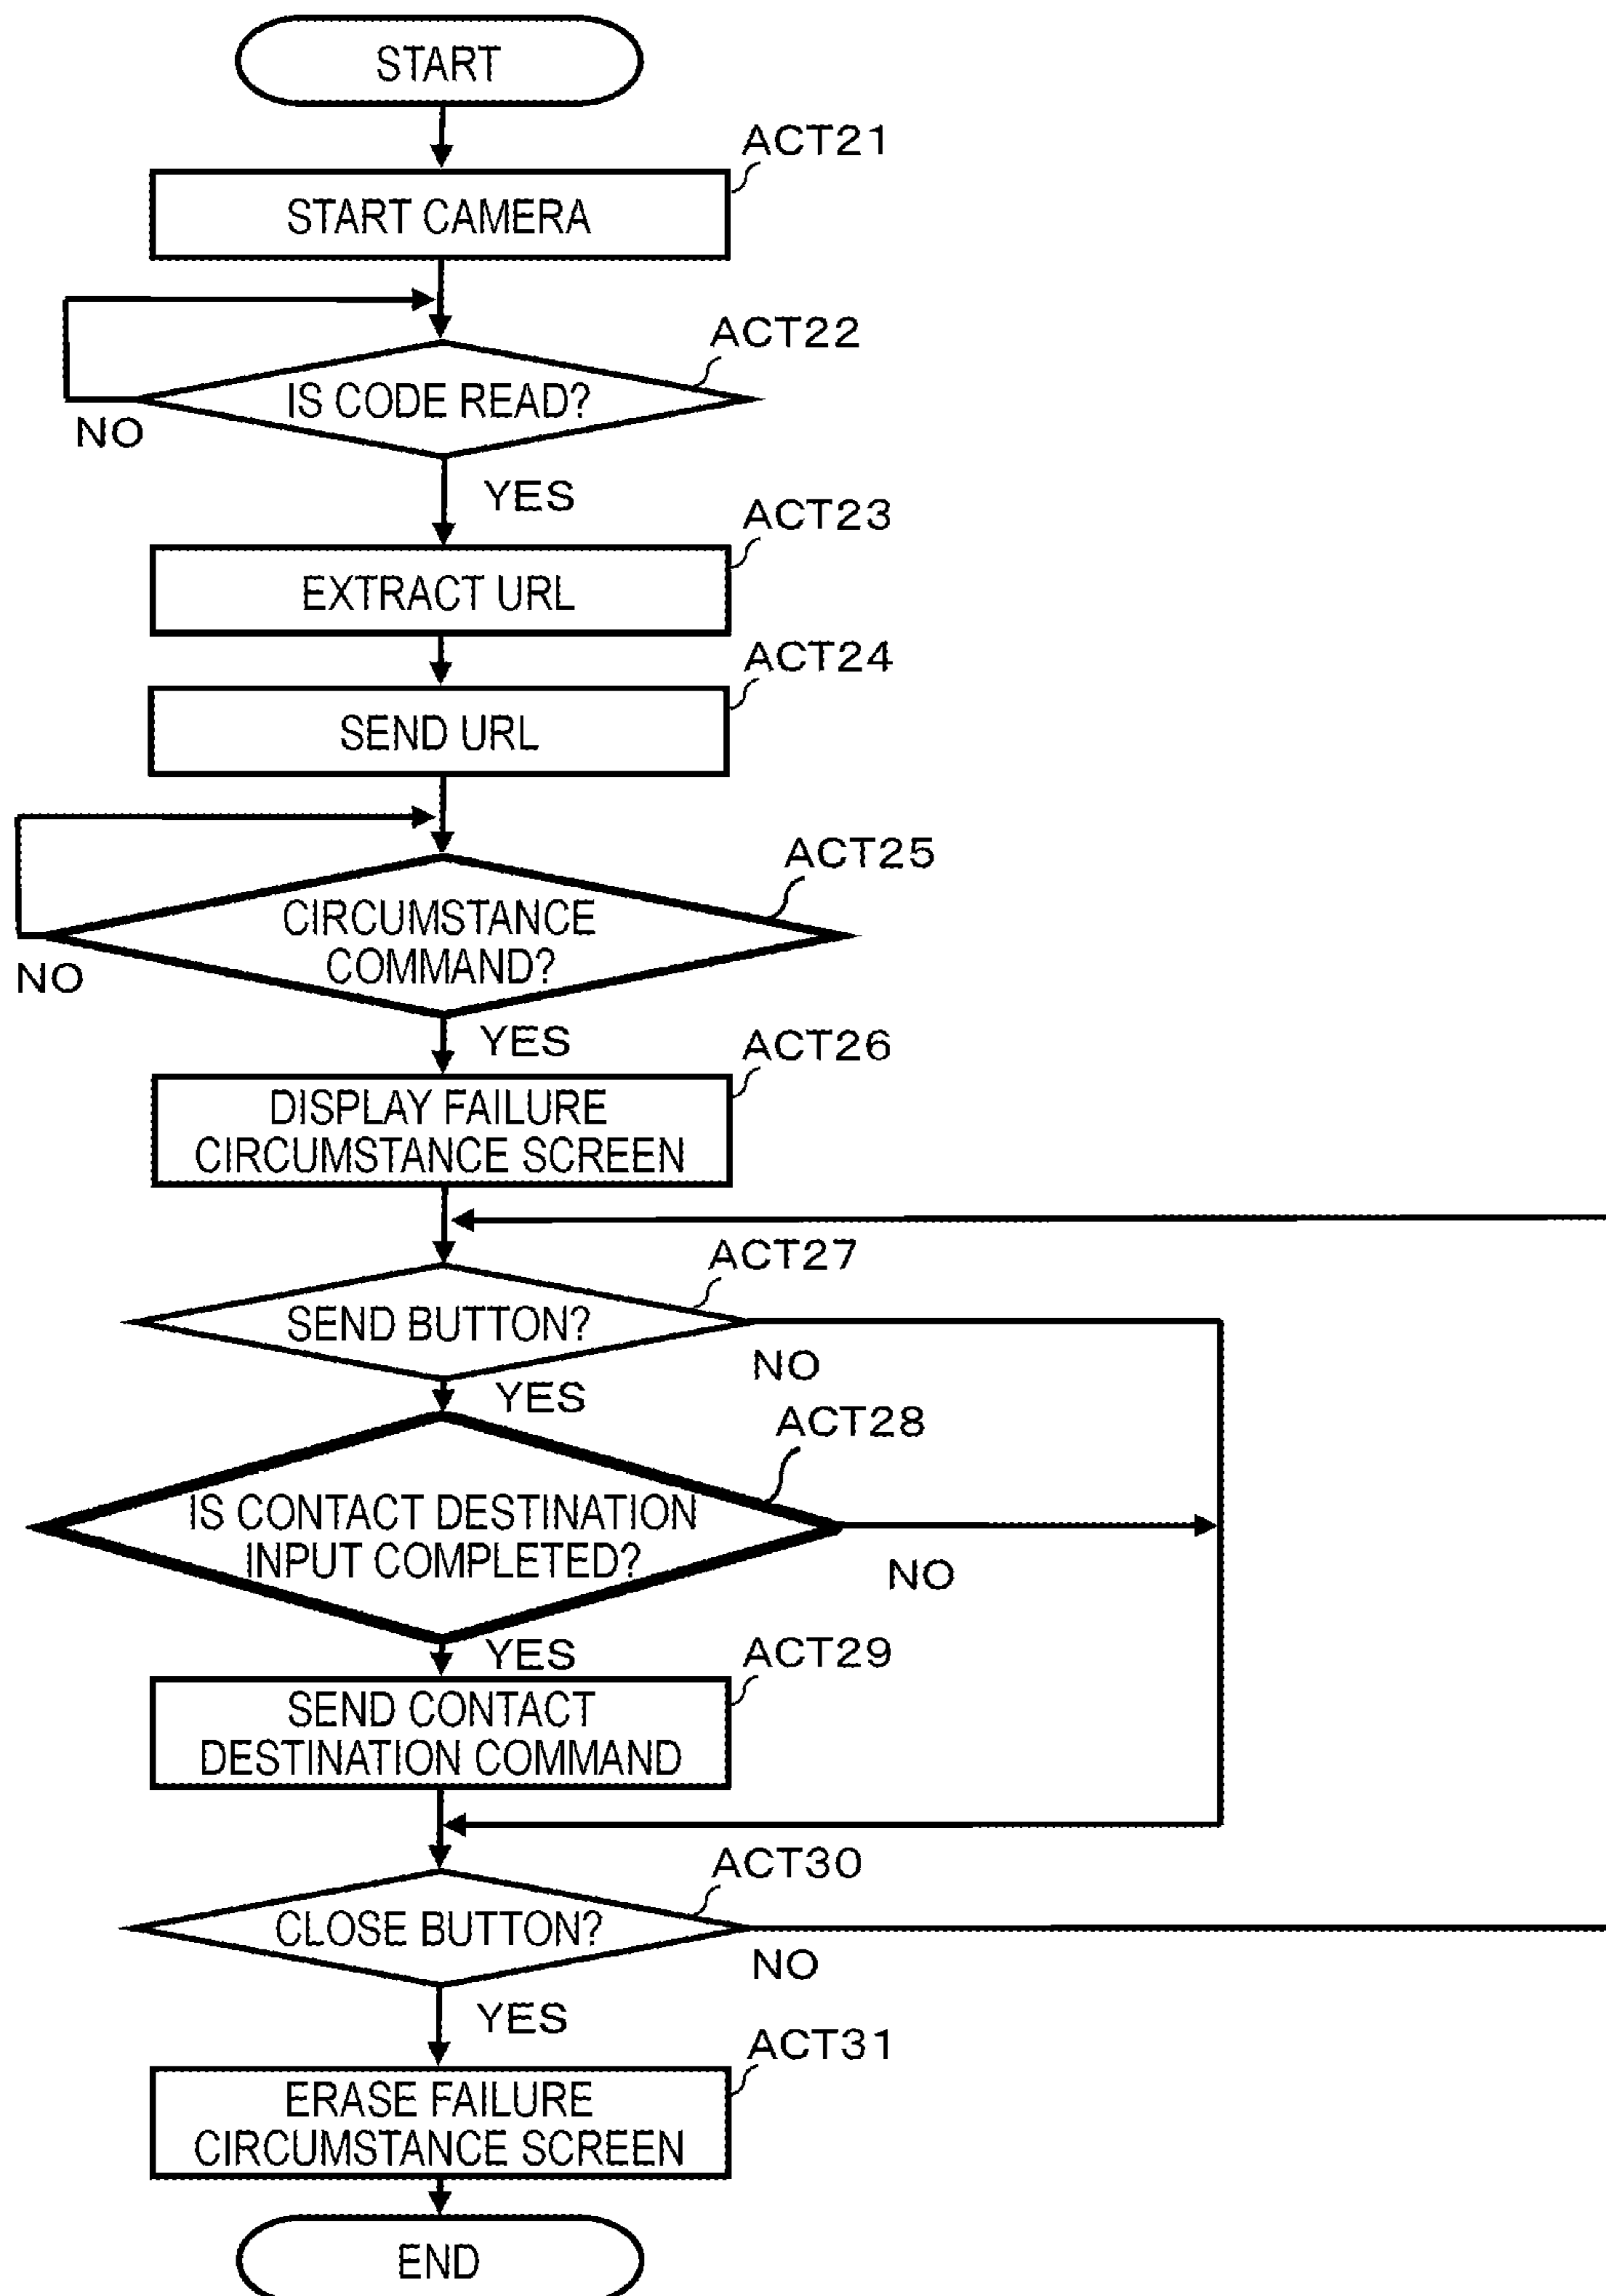 START
ACT21
START CAMERA
ACT22
IS CODE READ?
NO
YES
ACT23
EXTRACT URL
ACT24
SEND URL
ACT25
CIRCUMSTANCE
COMMAND?
NO
YES
ACT26
DISPLAY FAILURE
CIRCUMSTANCE SCREEN
ACT27
SEND BUTTON?
NO
YES
ACT28
IS CONTACT DESTINATION
INPUT COMPLETED?
NO
YES
ACT29
SEND CONTACT
DESTINATION COMMAND
ACT30
CLOSE BUTTON?
NO
YES
ACT31
ERASE FAILURE
CIRCUMSTANCE SCREEN
END